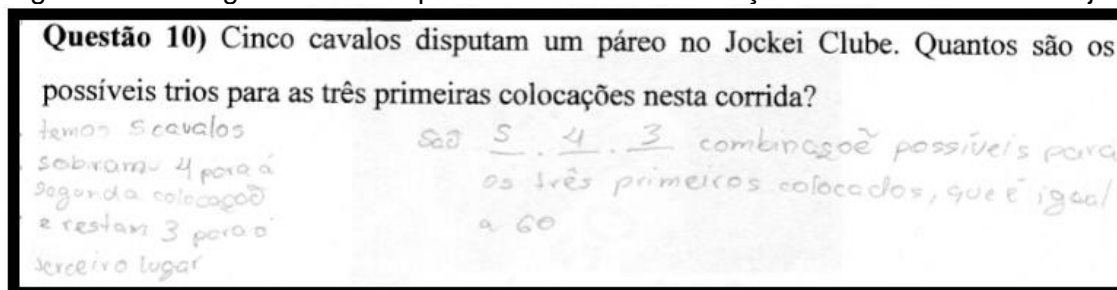 Questão 10) Cinco cavalos disputam um páreo no Jockei Clube. Quantos são os
possíveis trios para as três primeiras colocações nesta corrida?
temos 5 cavalos
sobram 4 para á
segunda colocação
e restam 3 para o
terceiro lugar
São 5 . 4 . 3 combinaçoẽ possíveis para
os três primeiros colocados, que é igual
a 60